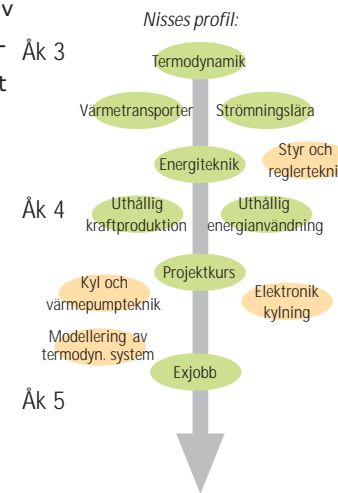 v
Nisses profil:
-
Åk 3
Termodynamik
t
Värmetransporter
Strömningslära
Energiteknik
Styr och
reglertekni
Åk 4
Uthållig
kraftproduktion
Uthållig
energianvändning
Projektkurs
Kyl och
värmepumpteknik
Elektronik
kylning
Modellering av
termodyn. system
Exjobb
Åk 5